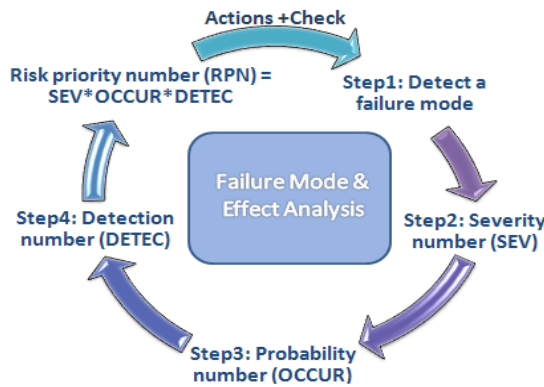 Actions +Check
Step1: Detect a
failure mode
Step2: Severity
number (SEV)
Step3: Probability
number (OCCUR)
Step4: Detection
number (DETEC)
Risk priority number (RPN) =
SEV*OCCUR*DETEC
Failure Mode &
Effect Analysis